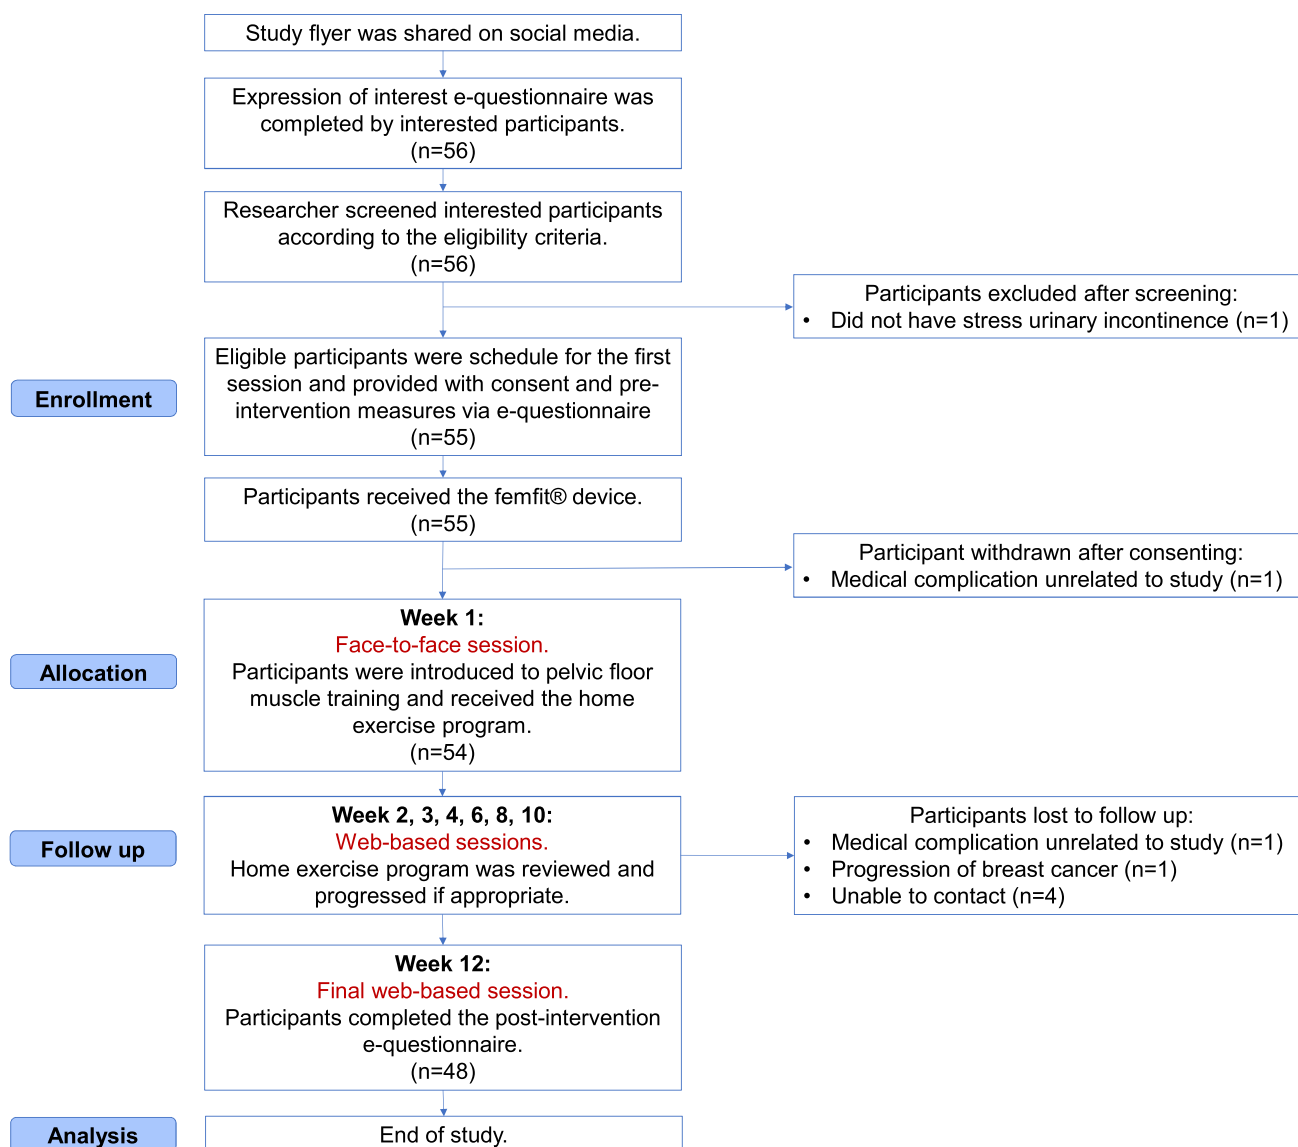 Study flyer was shared on social media.
Expression of interest e-questionnaire was
completed by interested participants.
(n=56)
Researcher screened interested participants
according to the eligibility criteria.
(n=56)
Participants excluded after screening:
• Did not have stress urinary incontinence (n=1)
Enrollment
Eligible participants were schedule for the first
session and provided with consent and pre-
intervention measures via e-questionnaire
(n=55)
Participants received the femfit® device.
(n=55)
Participant withdrawn after consenting:
• Medical complication unrelated to study (n=1)
Allocation
Week 1:
Face-to-face session.
Participants were introduced to pelvic floor
muscle training and received the home
exercise program.
(n=54)
Follow up
Week 2, 3, 4, 6, 8, 10:
Web-based sessions.
Home exercise program was reviewed and
progressed if appropriate.
Participants lost to follow up:
• Medical complication unrelated to study (n=1)
• Progression of breast cancer (n=1)
• Unable to contact (n=4)
Week 12:
Final web-based session.
Participants completed the post-intervention
e-questionnaire.
(n=48)
Analysis
End of study.